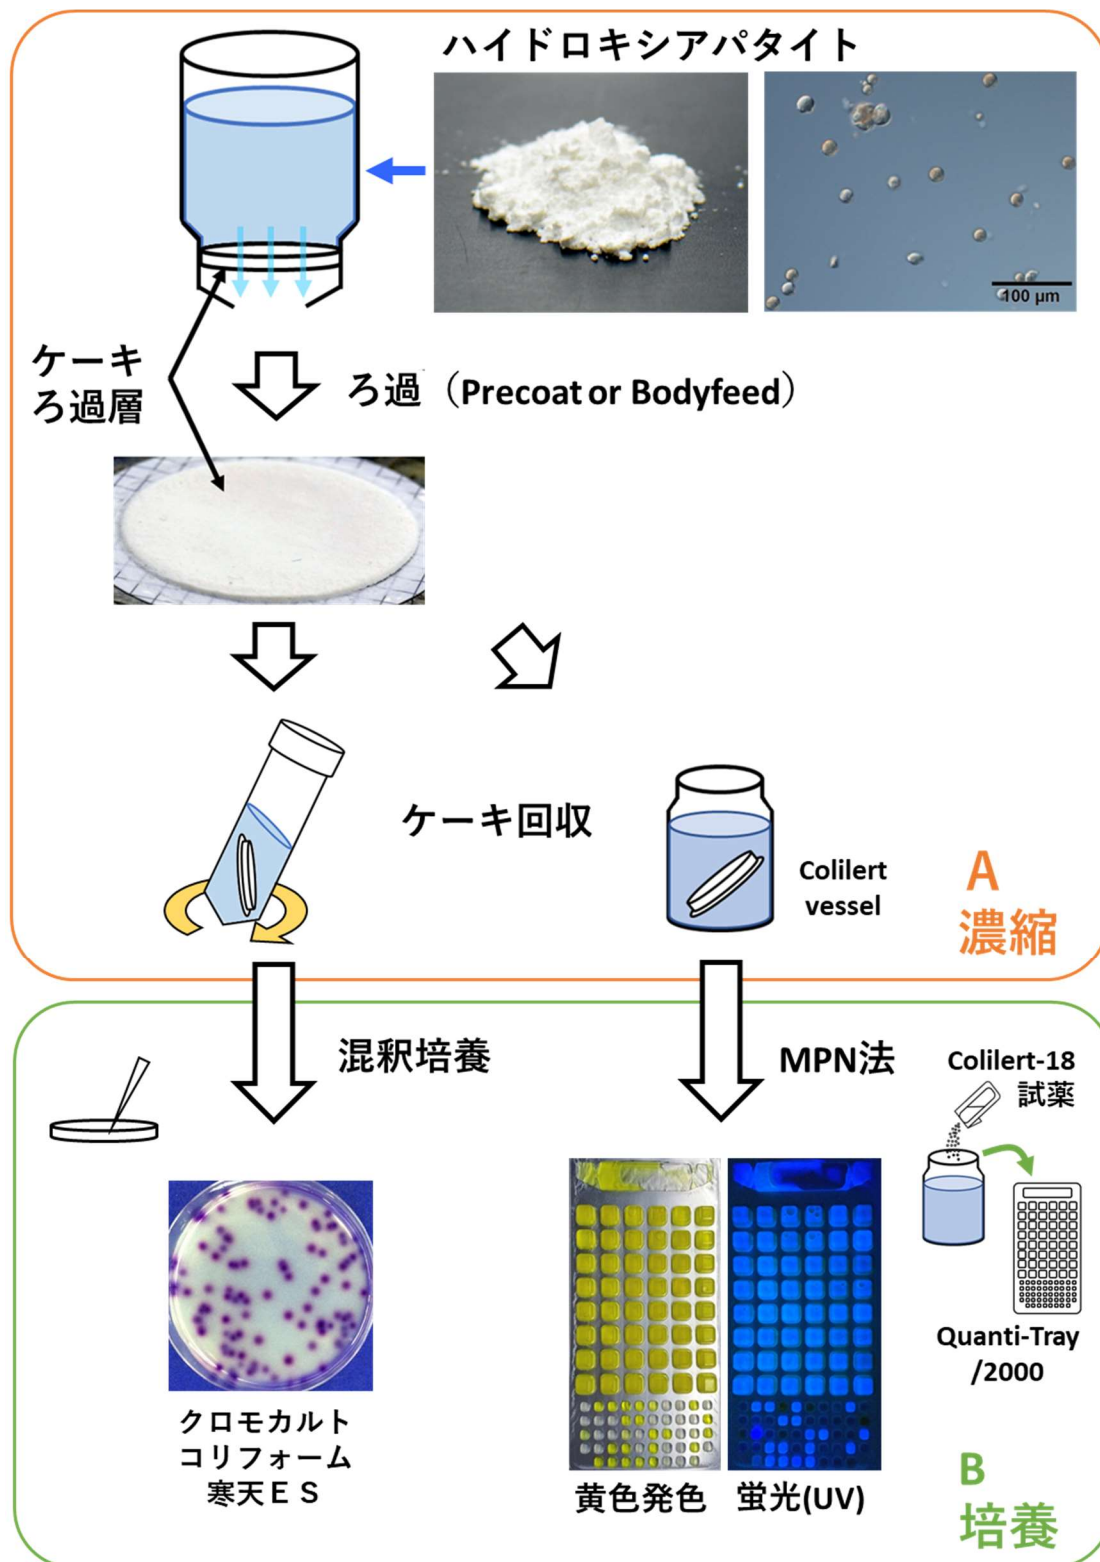 ハイドロキシアパタイト
100 µm
ケーキ
ろ過層
ろ過（Precoat or Bodyfeed）
ケーキ回収
Colilert
vessel
A
濃縮
混釈培養
MPN法
Colilert-18
試薬
Quanti-Tray
/2000
クロモカルト
コリフォーム
寒天ＥＳ
黄色発色
蛍光(UV)
B
培養